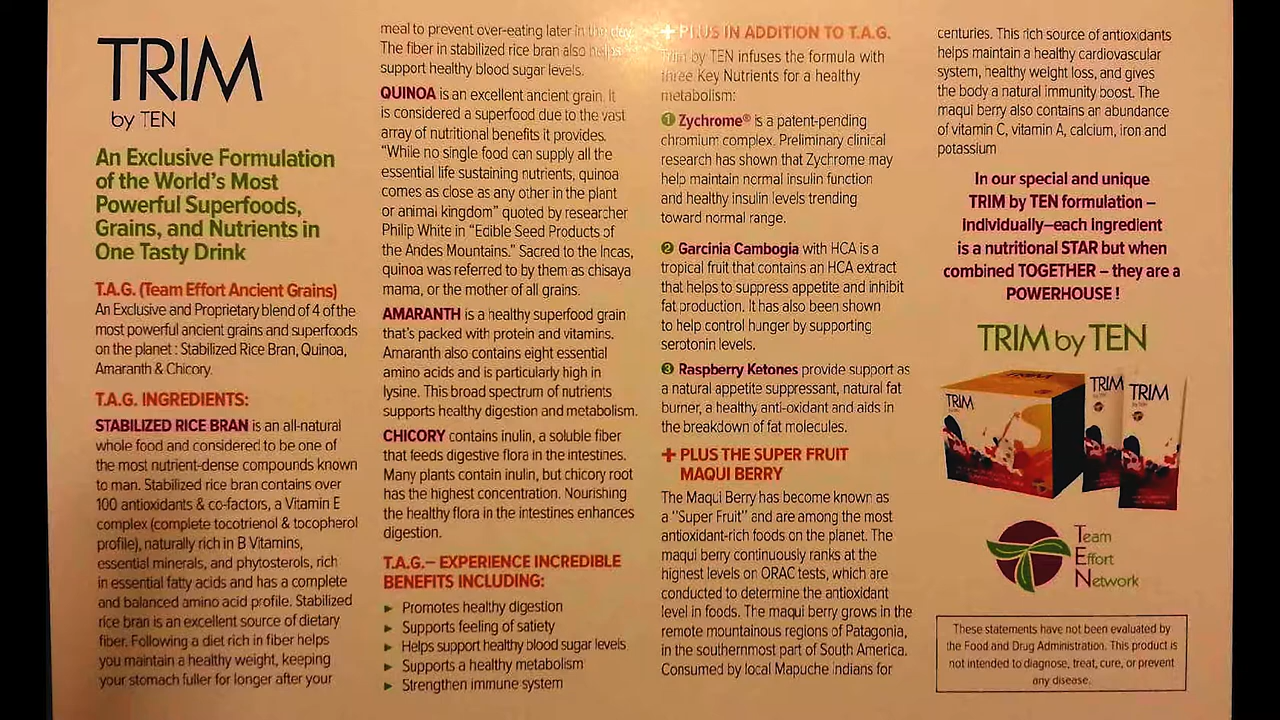 TRIM
by TEN
An Exclusive Formulation
of the World's Most
Powerful Superfoods,
Grains, and Nutrients in
One Tasty Drink
T.A.G. (Team Effort Ancient Grains)
An Exclusive and Proprietary blend of 4 of the
most powerful ancient grains and superfoods
on the planet : Stabilized Rice Bran, Quinoa,
Amaranth & Chicory.
T.A.G. INGREDIENTS:
STABILIZED RICE BRAN is an all-natural
whole food and considered to be one of
the most nutrient-dense compounds known
to man. Stabilized rice bran contains over
100 antioxidants & co-factors, a Vitamin E
complex (complete tocotrienol & tocopherol
profile), naturally rich in B Vitamins,
essential minerals, and phytosterols, rich
in essential fatty acids and has a complete
and balanced amino acid profile. Stabilized
rice bran is an excellent source of dietary
fiber. Following a diet rich in fiber helps
you maintain a healthy weight, keeping
your stomach fuller for longer after your
meal to prevent over-eating later in the day.
The fiber in stabilized rice bran also helps
support healthy blood sugar levels.
QUINOA is an excellent ancient grain. It
is considered a superfood due to the vast
array of nutritional benefits it provides.
"While no single food can supply all the
essential life sustaining nutrients, quinoa
comes as close as any other in the plant
or animal kingdom" quoted by researcher
Philip White in "Edible Seed Products of
the Andes Mountains." Sacred to the Incas,
quinoa was referred to by them as chisaya
mama, or the mother of all grains.
AMARANTH is a healthy superfood grain
that's packed with protein and vitamins.
Amaranth also contains eight essential
amino acids and is particularly high in
lysine. This broad spectrum of nutrients
supports healthy digestion and metabolism.
CHICORY contains inulin, a soluble fiber
that feeds digestive flora in the intestines.
Many plants contain inulin, but chicory root
has the highest concentration. Nourishing
the healthy flora in the intestines enhances
digestion.
T.A.G.– EXPERIENCE INCREDIBLE
BENEFITS INCLUDING:
► Promotes healthy digestion
► Supports feeling of satiety
► Helps support healthy blood sugar levels
► Supports a healthy metabolism
► Strengthen immune system
+ PLUS IN ADDITION TO T.A.G.
Trim by TEN infuses the formula with
three Key Nutrients for a healthy
metabolism:
❶ Zychrome® is a patent-pending
chromium complex. Preliminary clinical
research has shown that Zychrome may
help maintain normal insulin function
and healthy insulin levels trending
toward normal range.
❷ Garcinia Cambogia with HCA is a
tropical fruit that contains an HCA extract
that helps to suppress appetite and inhibit
fat production. It has also been shown
to help control hunger by supporting
serotonin levels.
❸ Raspberry Ketones provide support as
a natural appetite suppressant, natural fat
burner, a healthy anti-oxidant and aids in
the breakdown of fat molecules.
+ PLUS THE SUPER FRUIT
MAQUI BERRY
The Maqui Berry has become known as
a "Super Fruit" and are among the most
antioxidant-rich foods on the planet. The
maqui berry continuously ranks at the
highest levels on ORAC tests, which are
conducted to determine the antioxidant
level in foods. The maqui berry grows in the
remote mountainous regions of Patagonia,
in the southernmost part of South America.
Consumed by local Mapuche Indians for
centuries. This rich source of antioxidants
helps maintain a healthy cardiovascular
system, healthy weight loss, and gives
the body a natural immunity boost. The
maqui berry also contains an abundance
of vitamin C, vitamin A, calcium, iron and
potassium
In our special and unique
TRIM by TEN formulation –
individually–each ingredient
is a nutritional STAR but when
combined TOGETHER – they are a
POWERHOUSE !
TRIM by TEN
TRIM
TRIM
TRIM
Team
Effort
Network
These statements have not been evaluated by
the Food and Drug Administration. This product is
not intended to diagnose, treat, cure, or prevent
any disease.